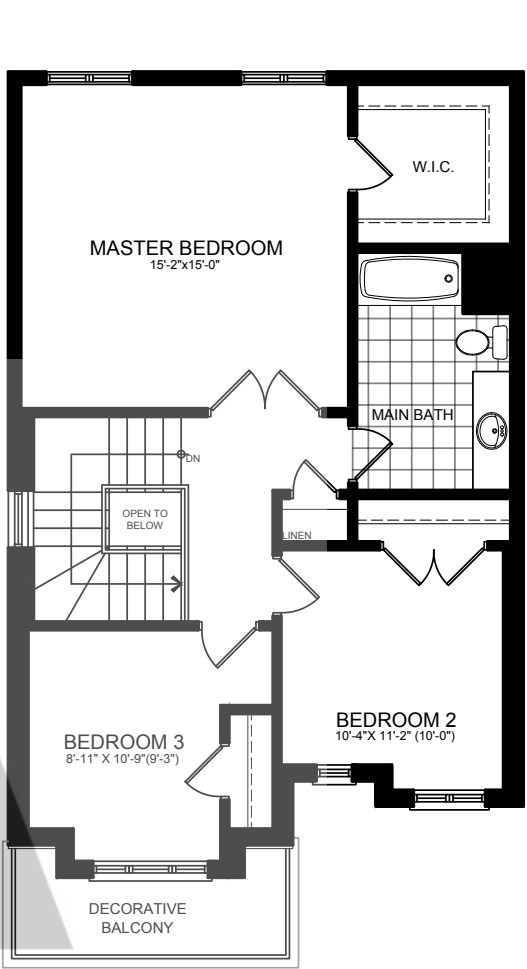 W.I.C.
MASTER BEDROOM
15'-2"x15'-0"
MAIN BATH
DN
OPEN TO
BELOW
LINEN
BEDROOM 2
10'-4"X 11'-2" (10'-0")
BEDROOM 3
8'-11" X 10'-9"(9'-3")
DECORATIVE
BALCONY